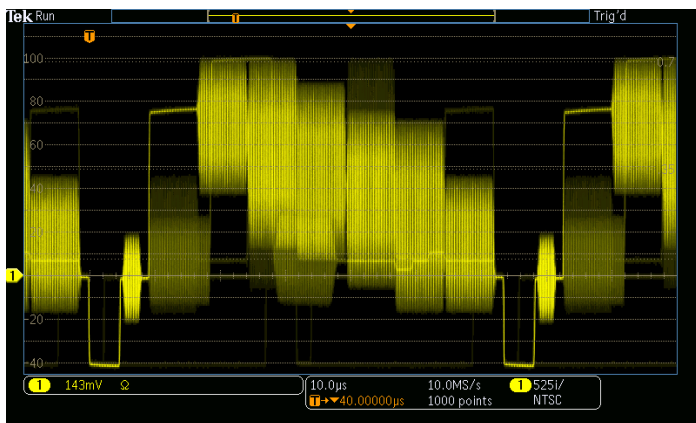 Tek Run Trig'd
T
T
100 0.7
80
60
40
1
-20
-40
1 143mV Ω
10.0µs 10.0MS/s 1 525i/
T→▼40.00000µs 1000 points NTSC